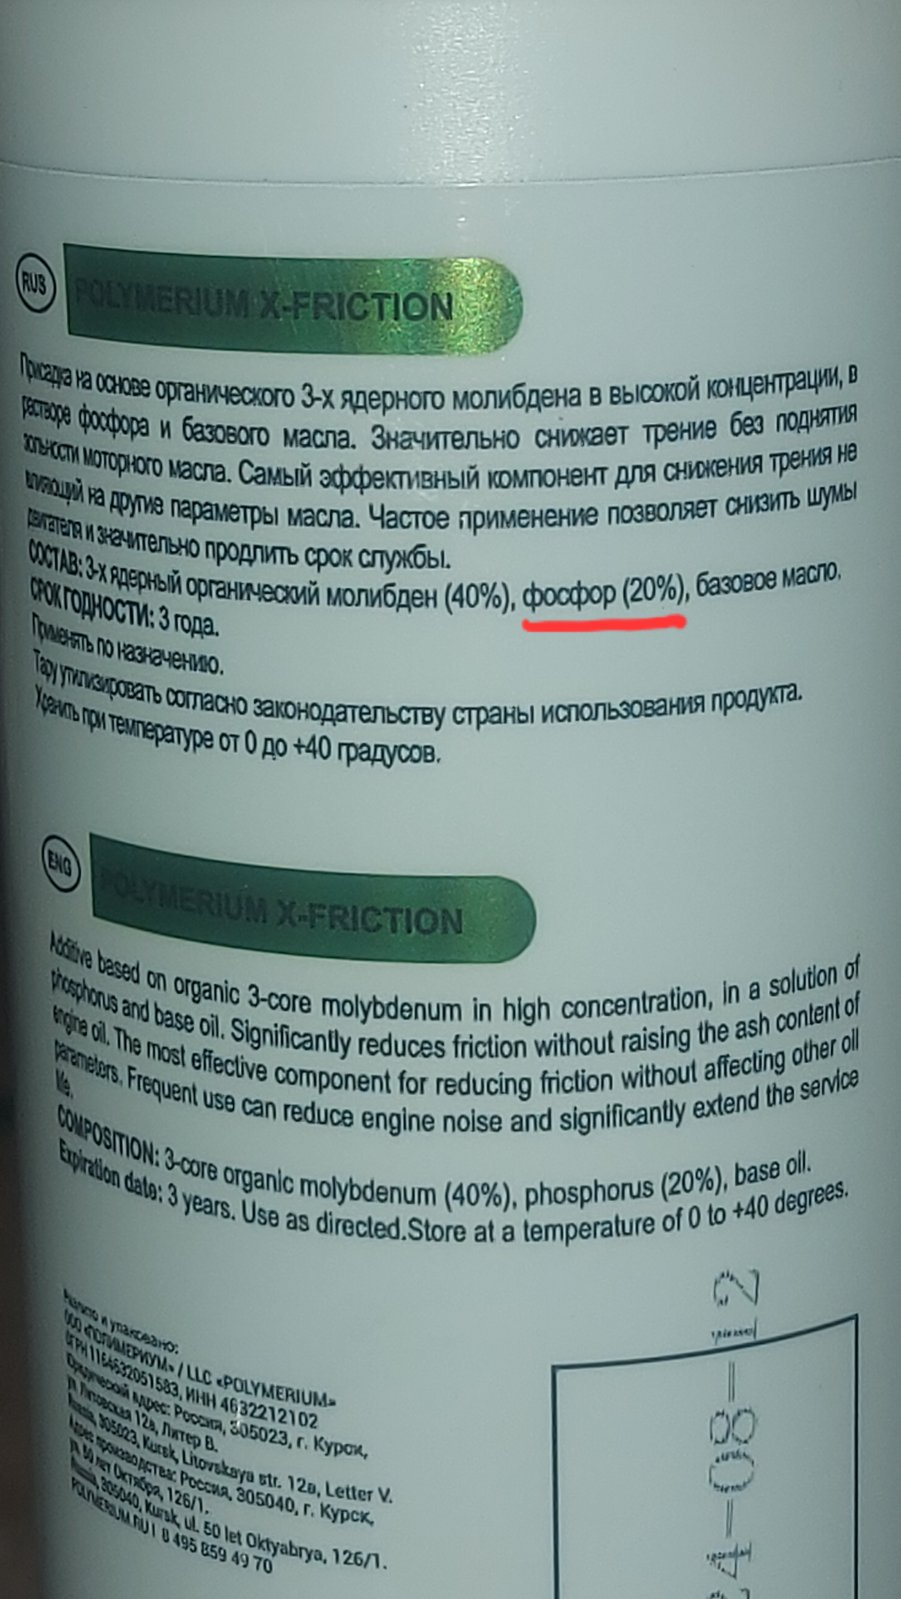 RUS
POLYMERIUM X-FRICTION
Присадка на основе органического 3-х ядерного молибдена в высокой концентрации, в
растворе фосфора и базового масла. Значительно снижает трение без поднятия
зольности моторного масла. Самый эффективный компонент для снижения трения не
влияющий на другие параметры масла. Частое применение позволяет снизить шумы
двигателя и значительно продлить срок службы.
СОСТАВ: 3-х ядерный органический молибден (40%), фосфор (20%), базовое масло.
СРОК ГОДНОСТИ: 3 года.
Применять по назначению.
Тару утилизировать согласно законодательству страны использования продукта.
Хранить при температуре от 0 до +40 градусов.
ENG
POLYMERIUM X-FRICTION
Additive based on organic 3-core molybdenum in high concentration, in a solution of
phosphorus and base oil. Significantly reduces friction without raising the ash content of
engine oil. The most effective component for reducing friction without affecting other oil
parameters. Frequent use can reduce engine noise and significantly extend the service
life.
COMPOSITION: 3-core organic molybdenum (40%), phosphorus (20%), base oil.
Expiration date: 3 years. Use as directed.Store at a temperature of 0 to +40 degrees.
Разлито и упаковано:
ООО «ПОЛИМЕРИУМ» / LLC «POLYMERIUM»
ОГРН 1164632051583, ИНН 4632212102
Юридический адрес: Россия, 305023, г. Курск,
ул. Литовская 12а, Литер В.
Russia, 305023, Kursk, Litovskaya str. 12в, Letter V.
Адрес производства: Россия, 305040, г. Курск,
ул. 50 лет Октября, 126/1.
Russia, 305040, Kursk, ul. 50 let Oktyabrya, 126/1.
POLYMERIUM.RU | 8 495 859 49 70
24-08-12